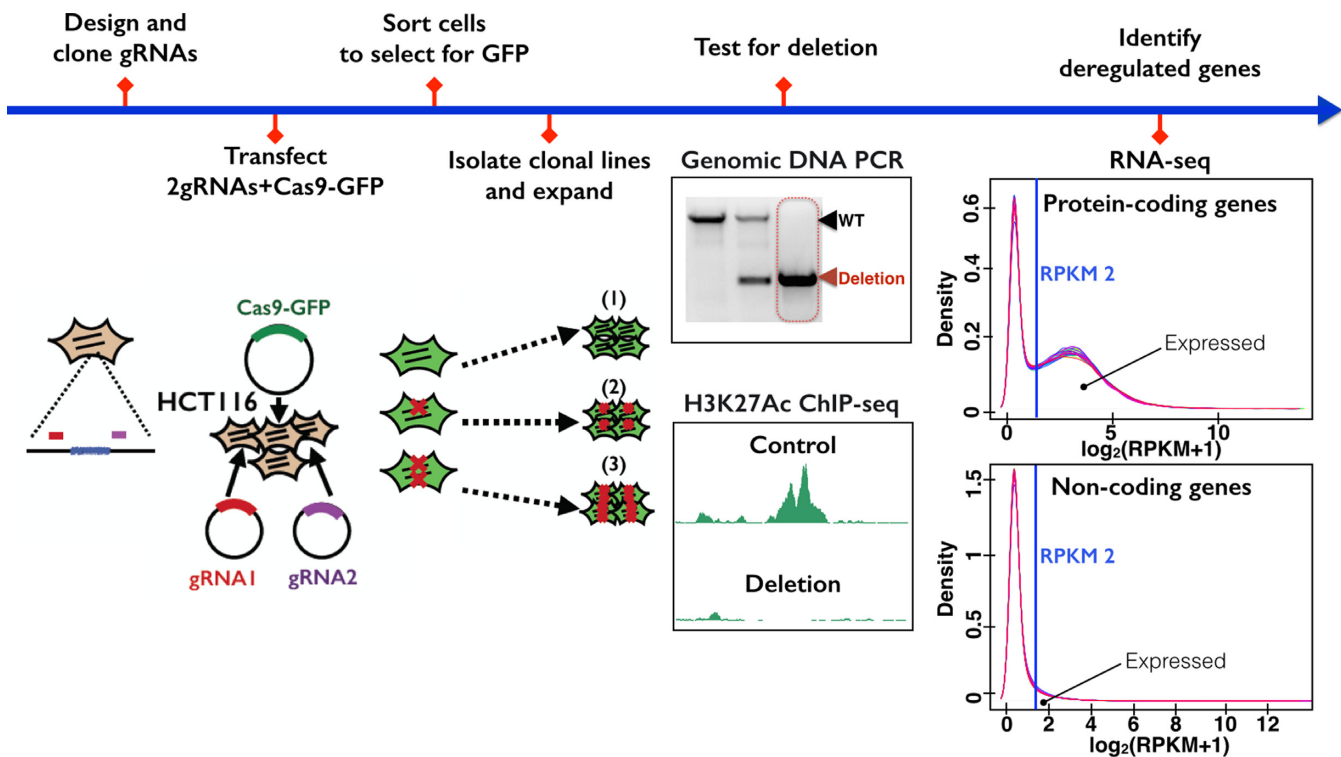 Design and
clone gRNAs
Sort cells
to select for GFP
Test for deletion
Identify
deregulated genes
Transfect
2gRNAs+Cas9-GFP
Isolate clonal lines
and expand
Genomic DNA PCR
RNA-seq
WT
Deletion
Cas9-GFP
HCT116
gRNA1
gRNA2
(1)
(2)
(3)
H3K27Ac ChIP-seq
Control
Deletion
Protein-coding genes
RPKM 2
Expressed
Density
0.6
0.4
0.2
0
0 5 10
log₂(RPKM+1)
Non-coding genes
RPKM 2
Expressed
Density
1.5
1
0.5
0
0 2 4 6 8 10 12
log₂(RPKM+1)